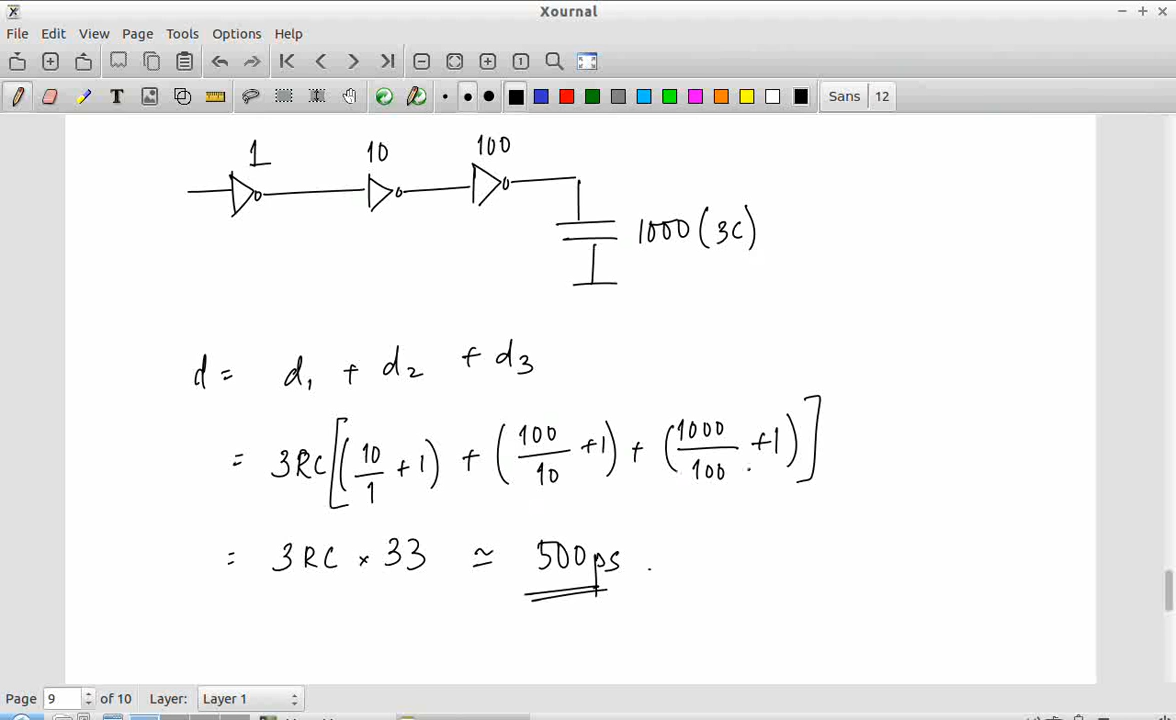 Xournal
File Edit View Page Tools Options Help
Sans 12
1 10 100
1000 (3C)
d = d₁ + d₂ + d₃
= 3RC[(10/1 + 1) + (100/10 + 1) + (1000/100 + 1)]
= 3RC × 33 ≃ 500ps.
Page 9 of 10 Layer: Layer 1